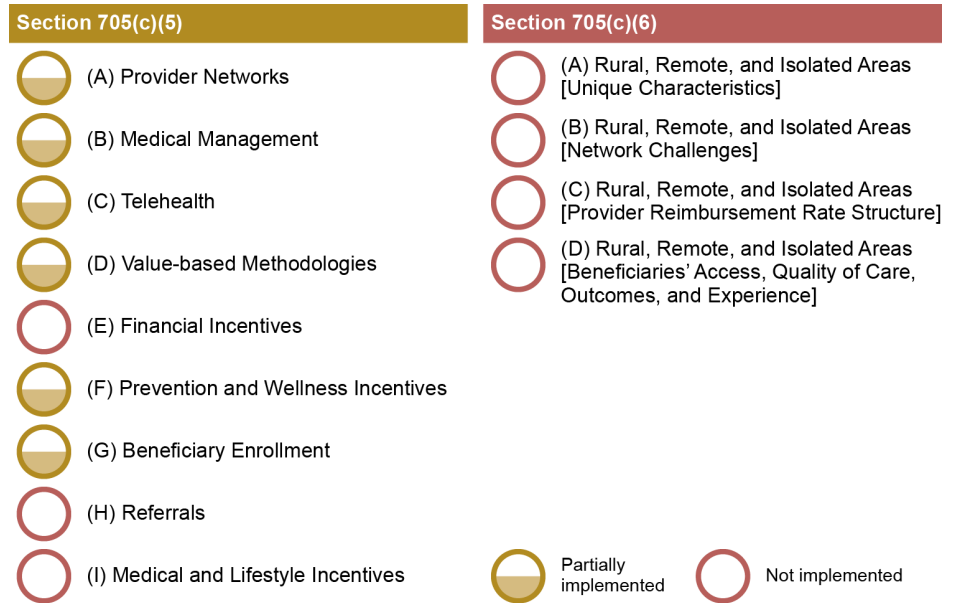 Section 705(c)(5)
(A) Provider Networks
(B) Medical Management
(C) Telehealth
(D) Value-based Methodologies
(E) Financial Incentives
(F) Prevention and Wellness Incentives
(G) Beneficiary Enrollment
(H) Referrals
(I) Medical and Lifestyle Incentives
Section 705(c)(6)
(A) Rural, Remote, and Isolated Areas
[Unique Characteristics]
(B) Rural, Remote, and Isolated Areas
[Network Challenges]
(C) Rural, Remote, and Isolated Areas
[Provider Reimbursement Rate Structure]
(D) Rural, Remote, and Isolated Areas
[Beneficiaries’ Access, Quality of Care,
Outcomes, and Experience]
Partially
implemented
Not implemented